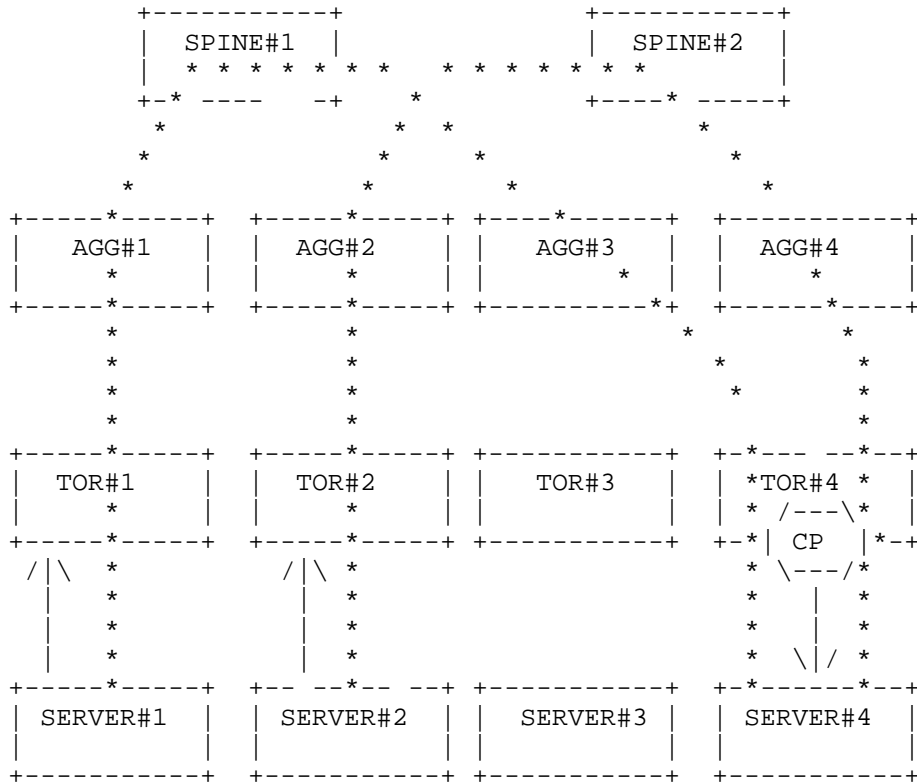 SPINE#1 SPINE#2
AGG#1 AGG#2 AGG#3 AGG#4
TOR#1 TOR#2 TOR#3 TOR#4
CP
SERVER#1 SERVER#2 SERVER#3 SERVER#4